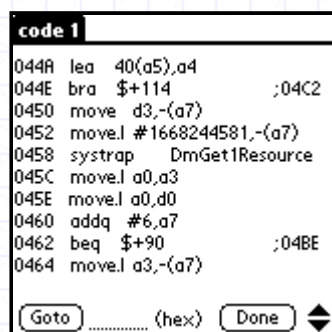 code 1
044A lea 40(a5),a4
044E bra $+114 ;04C2
0450 move d3,-(a7)
0452 move.l #1668244581,-(a7)
0458 systrap DmGet1Resource
045C move.l a0,a3
045E move.l a0,d0
0460 addq #6,a7
0462 beq $+90 ;04BE
0464 move.l a3,-(a7)
Goto (hex) Done